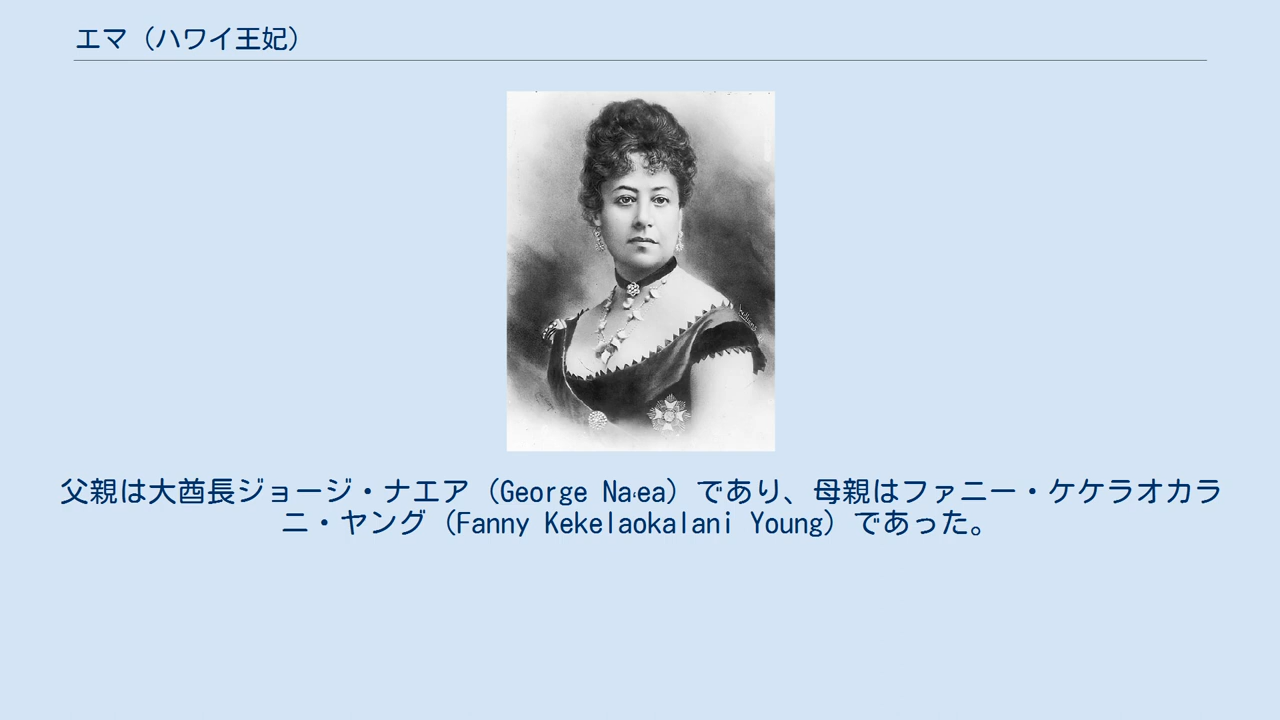 エマ（ハワイ王妃）
父親は大酋長ジョージ・ナエア（George Naʻea）であり、母親はファニー・ケケラオカラ
ニ・ヤング（Fanny Kekelaokalani Young）であった。